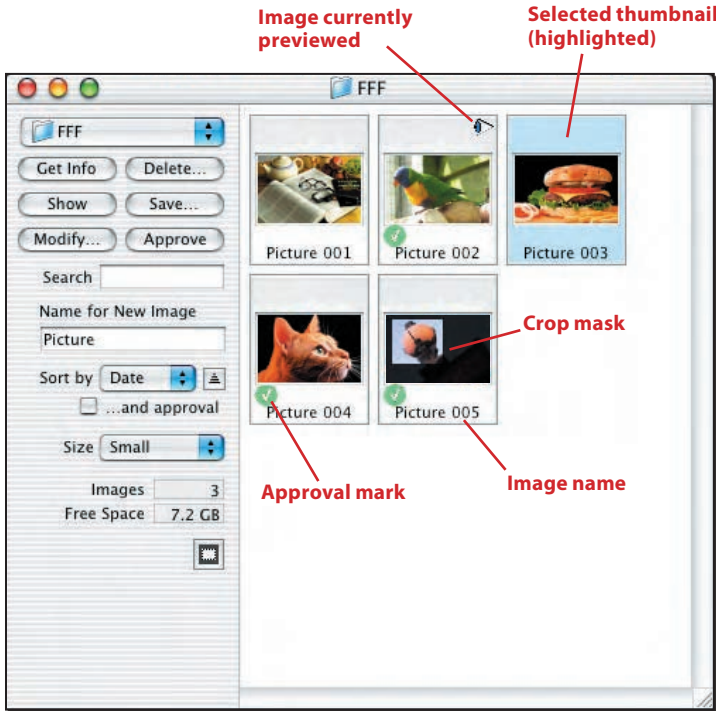 Image currently
previewed
Selected thumbnail
(highlighted)
FFF
FFF
Get Info
Delete...
Show
Save...
Modify...
Approve
Search
Name for New Image
Picture
Sort by
Date
...and approval
Size
Small
Images
3
Free Space
7.2 GB
Picture 001
Picture 002
Picture 003
Picture 004
Picture 005
Crop mask
Approval mark
Image name